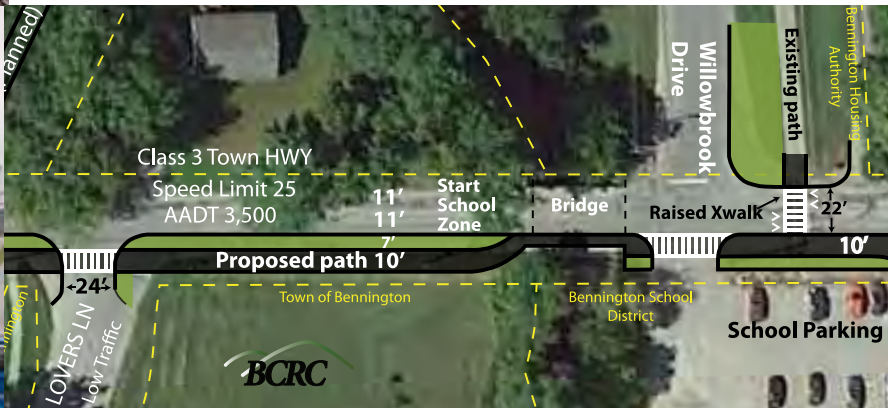 (Planned)
Class 3 Town HWY
Speed Limit 25
AADT 3,500
11’
11’
7’
Proposed path 10’
Start
School
Zone
Bridge
Willowbrook
Drive
Existing path
Bennington Housing
Authority
Raised Xwalk
22’
10’
24’
LOVERS LN
Low Traffic
Town of Bennington
Bennington School
District
School Parking
BCRC